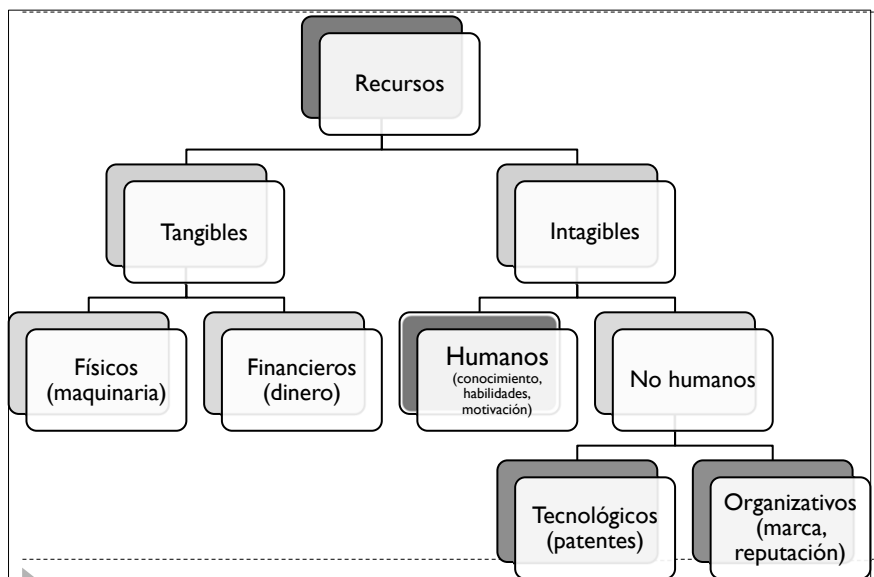 Recursos
Tangibles
Intagibles
Físicos
(maquinaria)
Financieros
(dinero)
Humanos
(conocimiento,
habilidades,
motivación)
No humanos
Tecnológicos
(patentes)
Organizativos
(marca,
reputación)